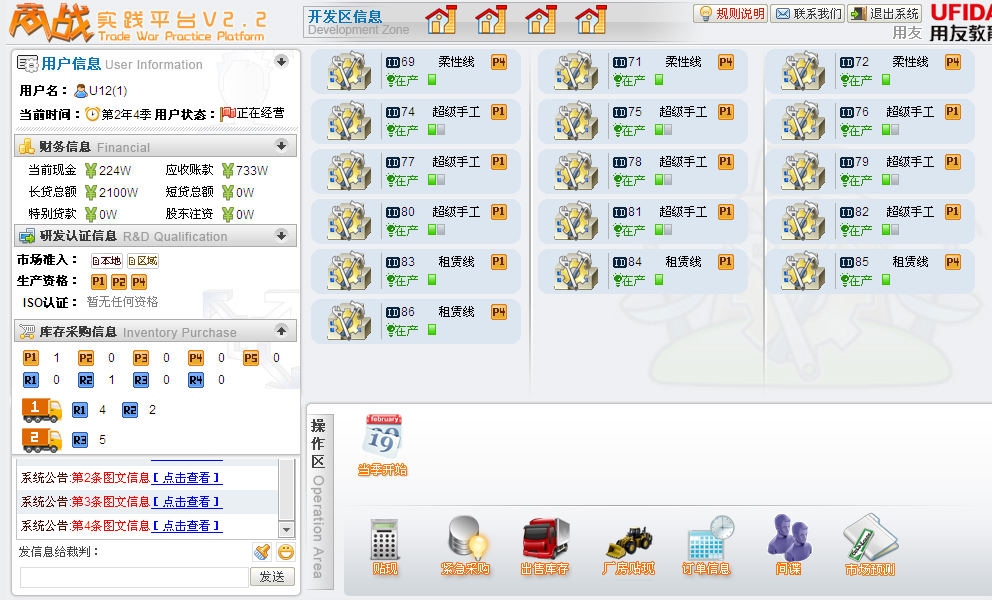 商战 实践平台V2.2
Trade War Practice Platform
开发区信息
Development Zone
规则说明 联系我们 退出系统
UFIDA
用友 用友教
用户信息 User Information
用户名： U12(1)
当前时间： 第2年4季 用户状态： 正在经营
财务信息 Financial
当前现金 ¥224W 应收账款 ¥733W
长贷总额 ¥2100W 短贷总额 ¥0W
特别贷款 ¥0W 股东注资 ¥0W
研发认证信息 R&D Qualification
市场准入： 本地 区域
生产资格： P1 P2 P4
ISO认证： 暂无任何资格
库存采购信息 Inventory Purchase
P1 1 P2 0 P3 0 P4 0 P5 0
R1 0 R2 1 R3 0 R4 0
1 R1 4 R2 2
2 R3 5
系统公告:第2条图文信息【 点击查看 】
系统公告:第3条图文信息【 点击查看 】
系统公告:第4条图文信息【 点击查看 】
发信息给裁判：
发送
ID69 柔性线 P4
在产
ID71 柔性线 P4
在产
ID72 柔性线 P4
在产
ID74 超级手工 P1
在产
ID75 超级手工 P1
在产
ID76 超级手工 P1
在产
ID77 超级手工 P1
在产
ID78 超级手工 P1
在产
ID79 超级手工 P1
在产
ID80 超级手工 P1
在产
ID81 超级手工 P1
在产
ID82 超级手工 P1
在产
ID83 租赁线 P1
在产
ID84 租赁线 P1
在产
ID85 租赁线 P4
在产
ID86 租赁线 P4
在产
操作区 Operation Area
february
19
当季开始
贴现 紧急采购 出售库存 厂房贴现 订单信息 间谍 市场预测